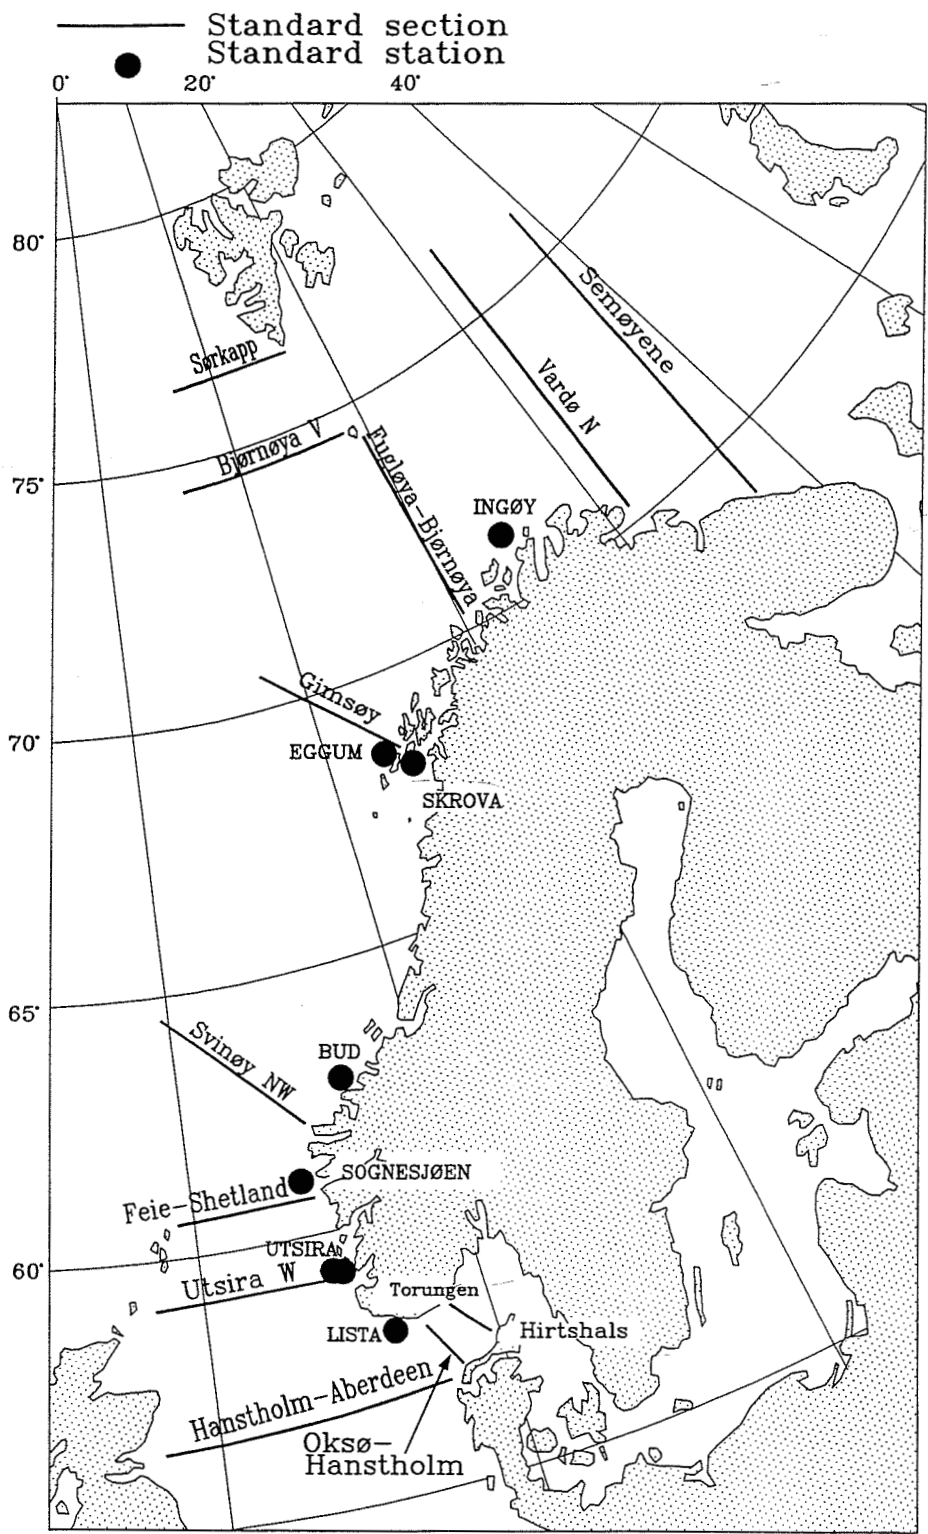 Standard section
Standard station
0°
20°
40°
80°
Semøyene
Sørkapp
Vardø N
Bjørnøya V
Fugløya-Bjørnøya
75°
INGØY
Gimsøy
70°
EGGUM
SKROVA
65°
Svinøy NW
BUD
SOGNESJØEN
Feie-Shetland
UTSIRA
60°
Utsira W
Torungen
LISTA
Hirtshals
Hanstholm-Aberdeen
Oksø-
Hanstholm